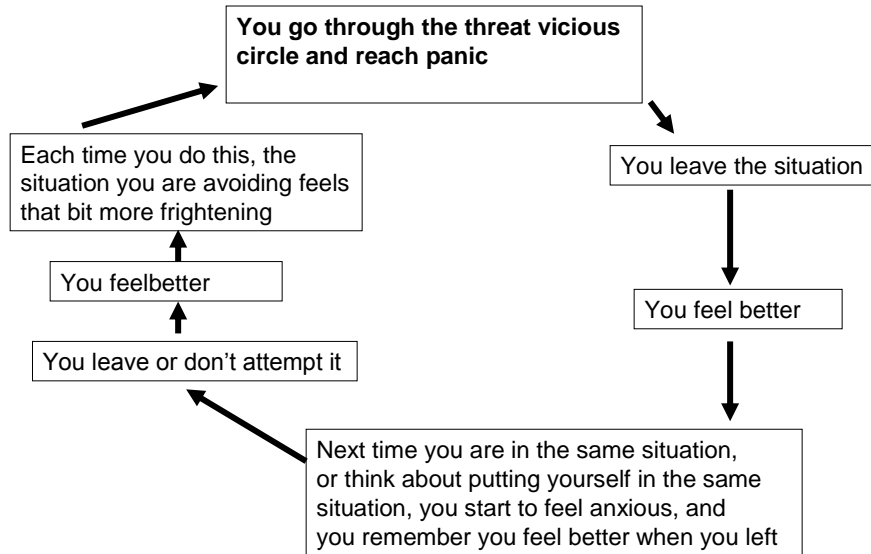 You go through the threat vicious
circle and reach panic
You leave the situation
You feel better
Next time you are in the same situation,
or think about putting yourself in the same
situation, you start to feel anxious, and
you remember you feel better when you left
You leave or don’t attempt it
You feelbetter
Each time you do this, the
situation you are avoiding feels
that bit more frightening